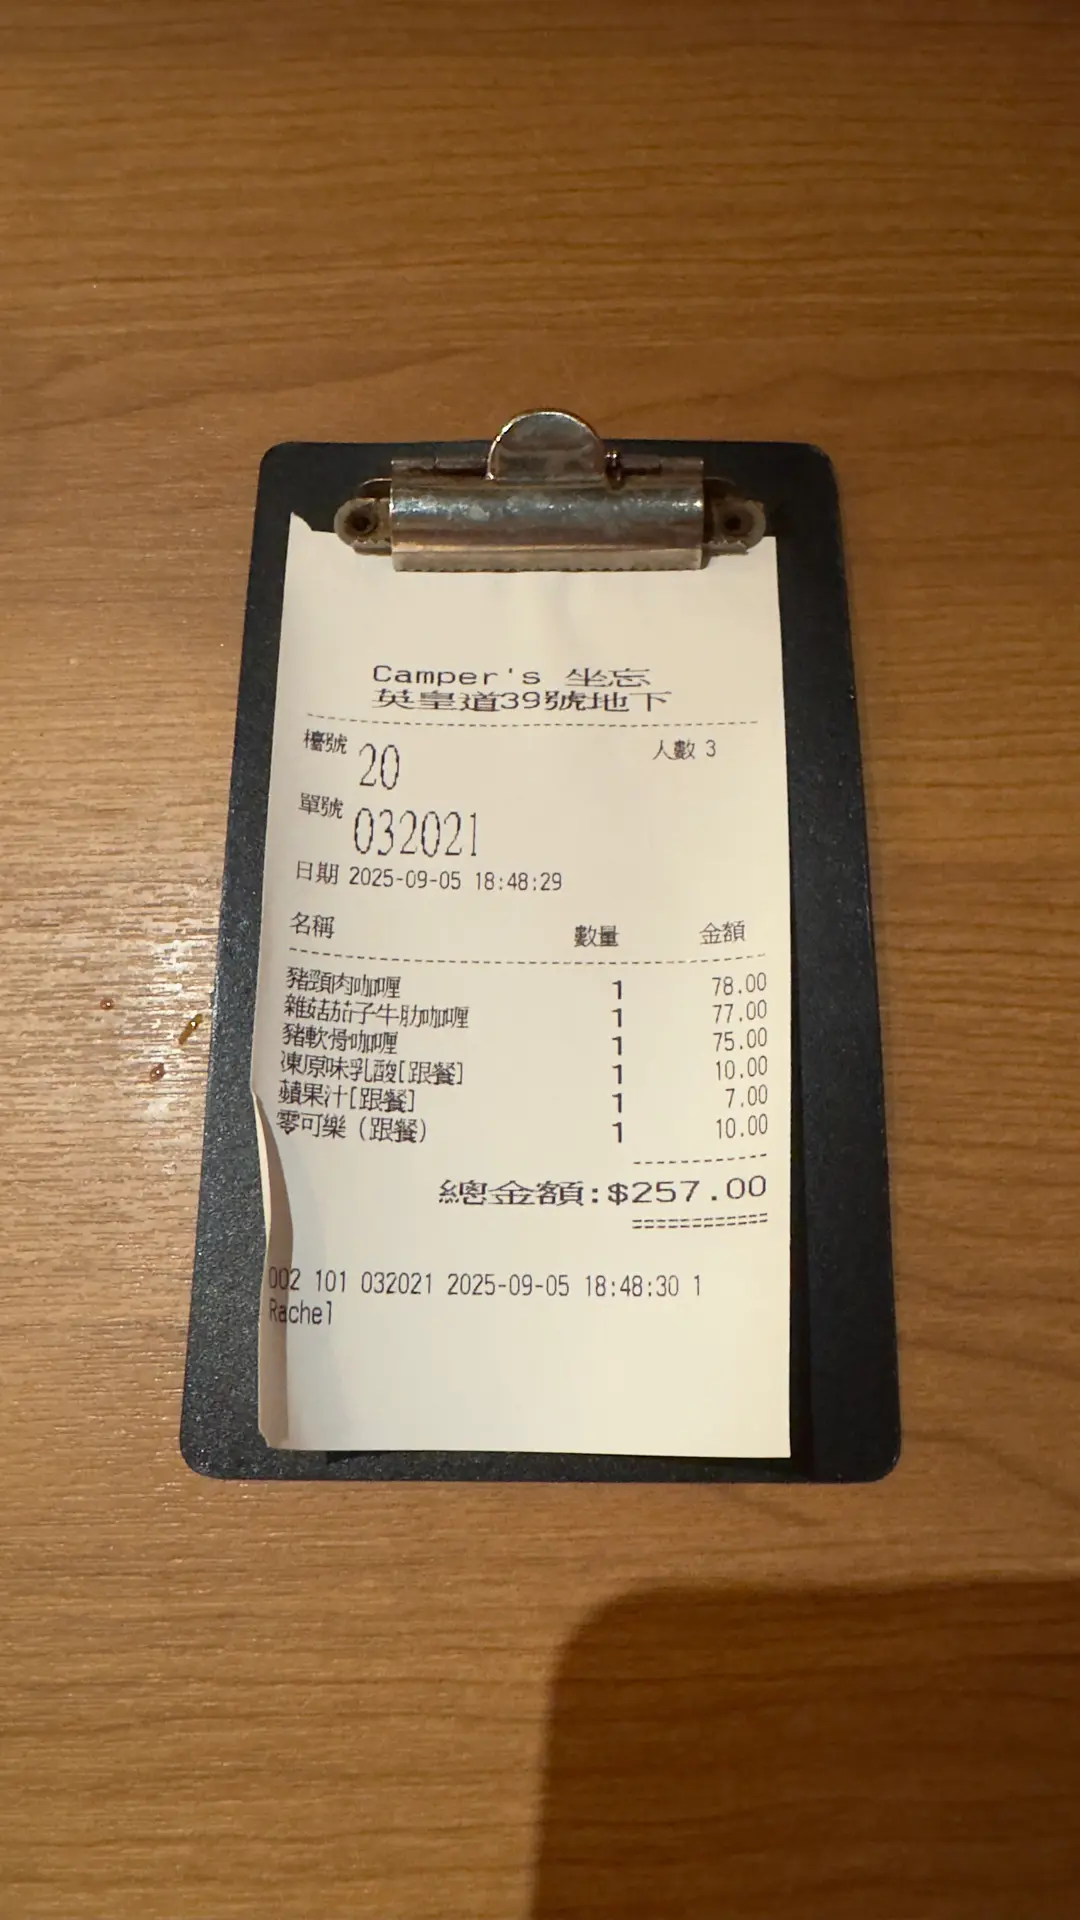 Camper's 坐忘
英皇道39號地下
檯號 20 人數 3
單號 032021
日期 2025-09-05 18:48:29
名稱 數量 金額
豬頸肉咖喱 1 78.00
雜菇茄子牛肋咖喱 1 77.00
豬軟骨咖喱 1 75.00
凍原味乳酸[跟餐] 1 10.00
蘋果汁[跟餐] 1 7.00
零可樂（跟餐） 1 10.00
總金額:$257.00
002 101 032021 2025-09-05 18:48:30 1
Rachel